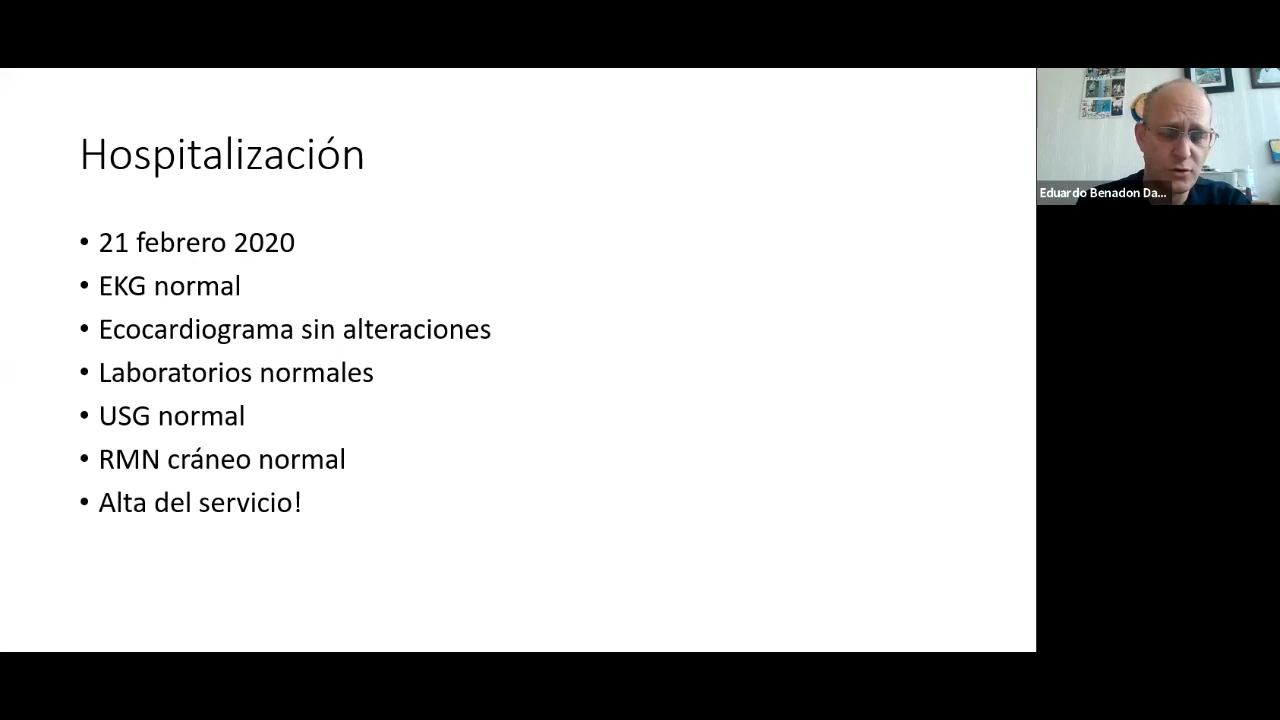 Hospitalización
• 21 febrero 2020
• EKG normal
• Ecocardiograma sin alteraciones
• Laboratorios normales
• USG normal
• RMN cráneo normal
• Alta del servicio!
Eduardo Benadon Da...